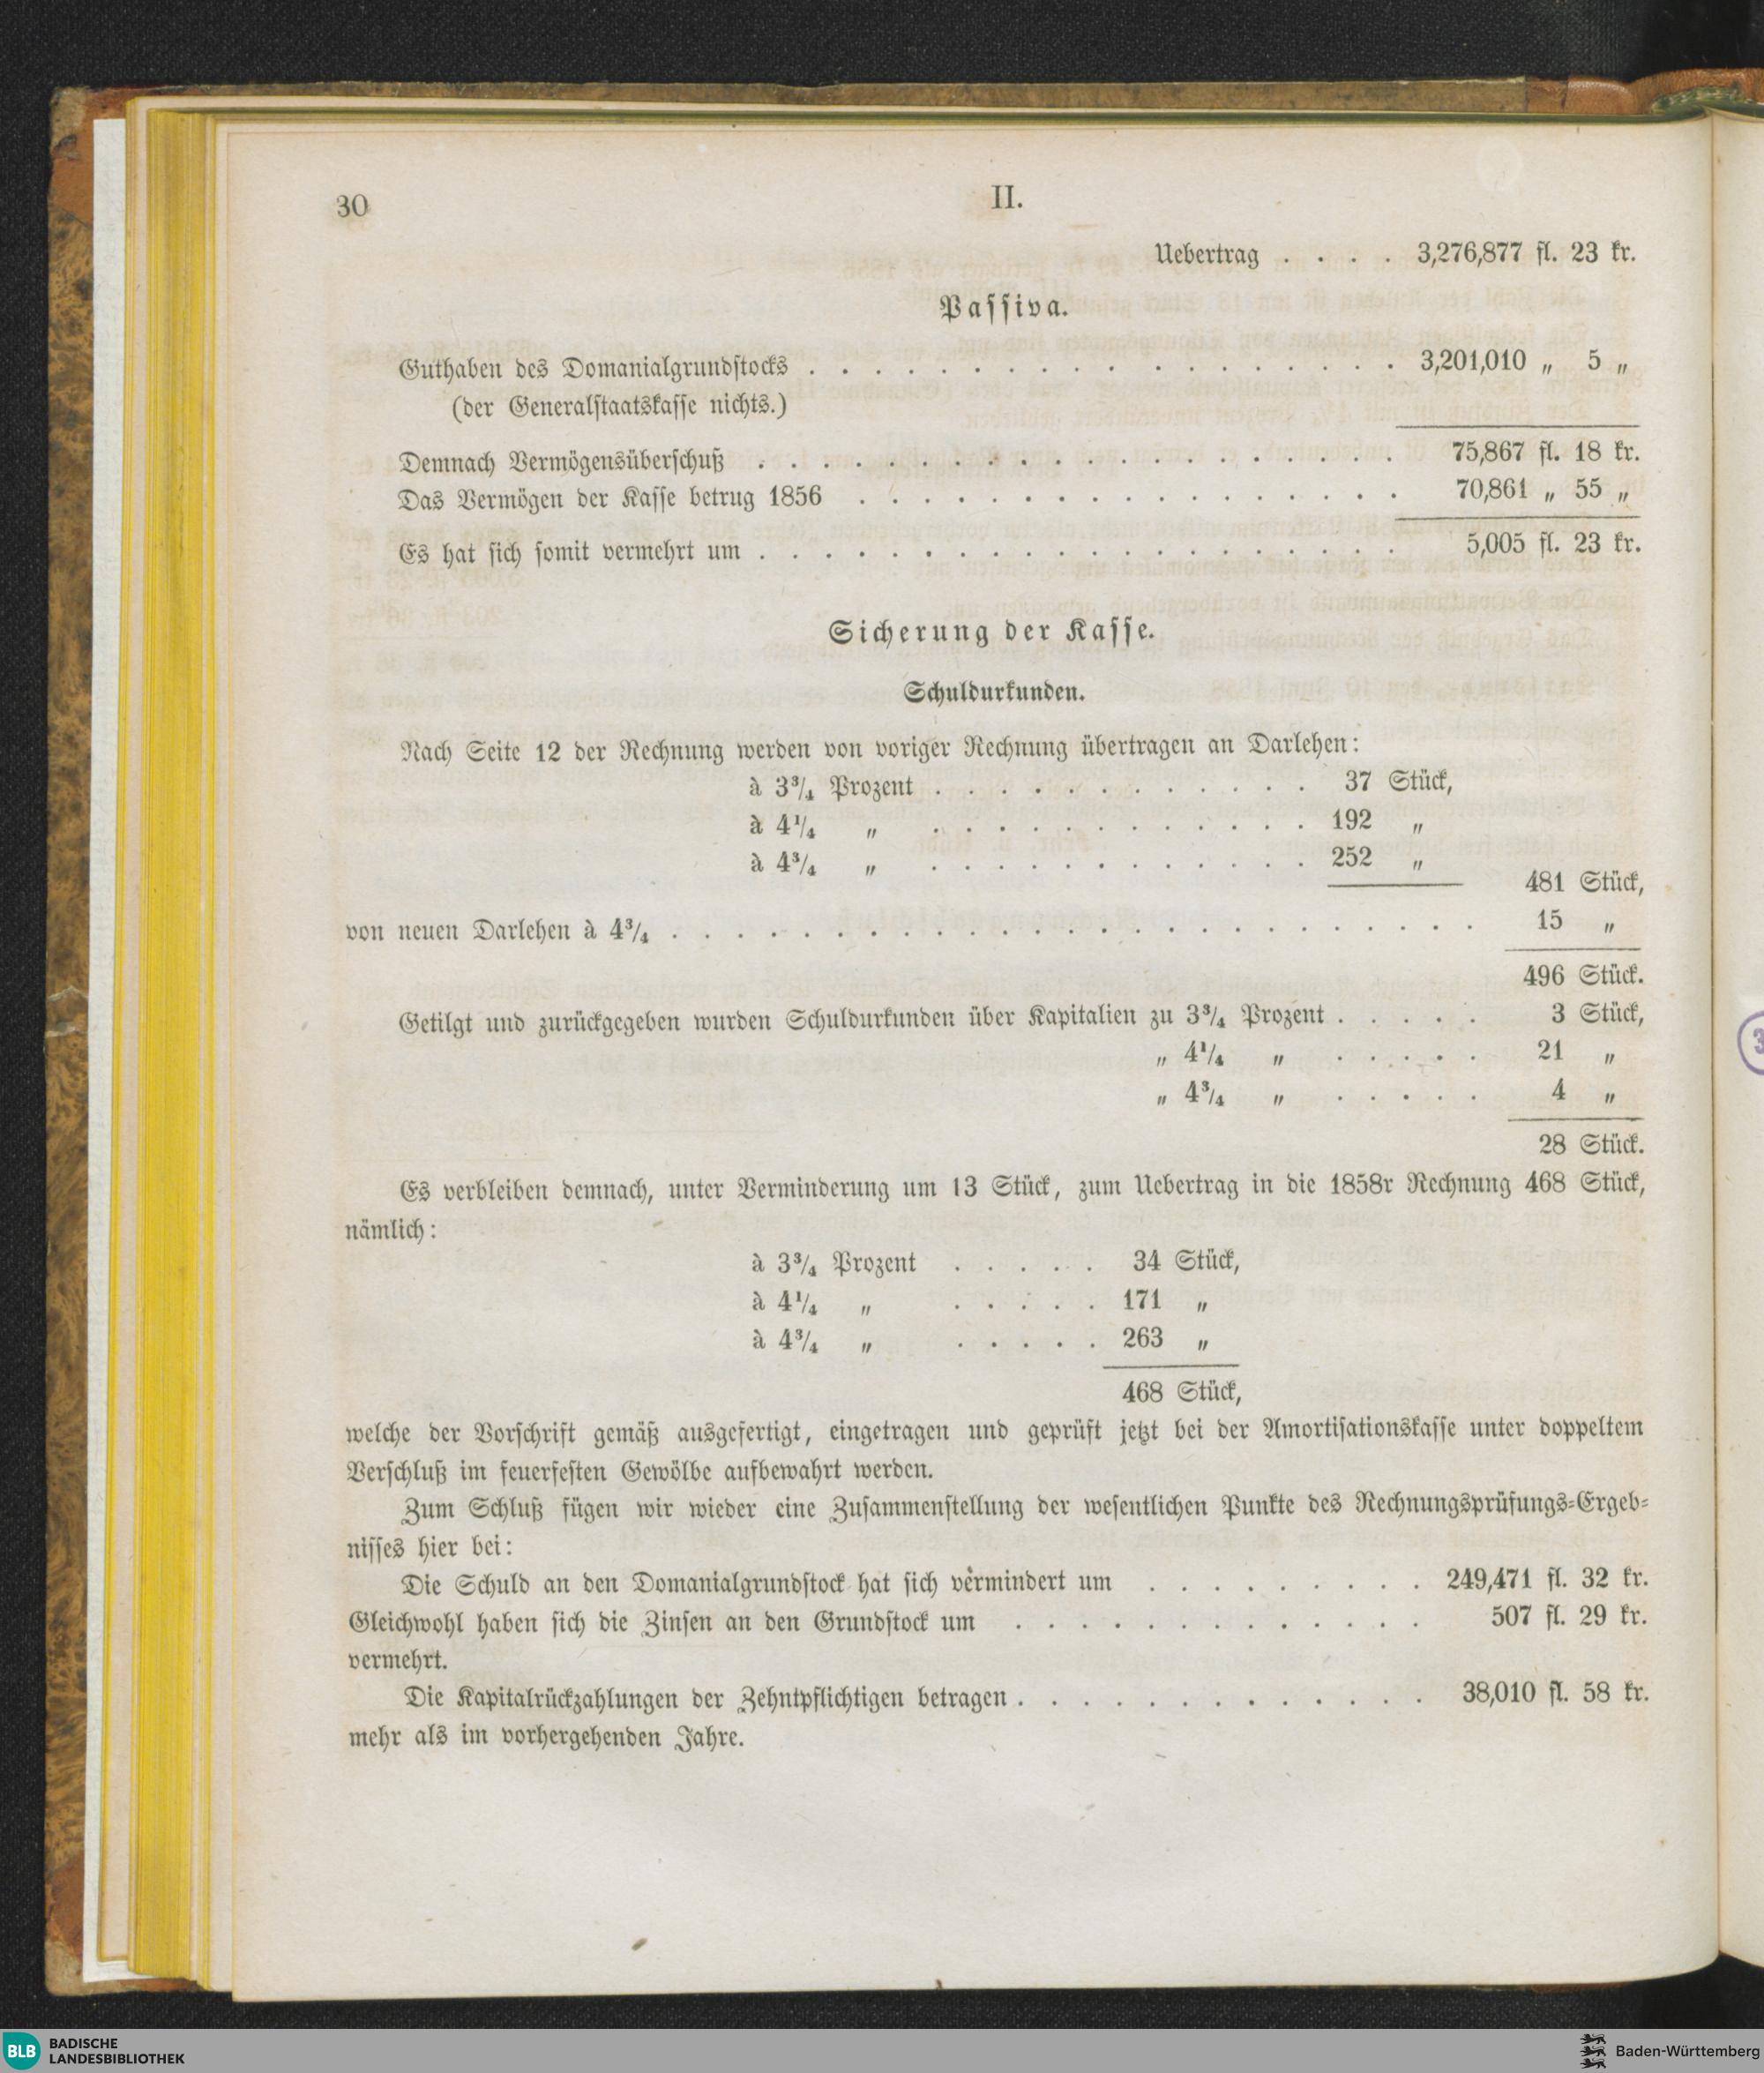 30
II.
Uebertrag . . . . 3,276,877 fl. 23 kr.
Passiva.
Guthaben des Domanialgrundstocks . . . . . . . . . . . . . . . . . . 3,201,010 „ 5 „
(der Generalstaatskasse nichts.)
Demnach Vermögensüberschuß . . . . . . . . . . . . . . . . . . . . 75,867 fl. 18 kr.
Das Vermögen der Kasse betrug 1856 . . . . . . . . . . . . . . . . . 70,861 „ 55 „
Es hat sich somit vermehrt um . . . . . . . . . . . . . . . . . . . . 5,005 fl. 23 kr.
Sicherung der Kasse.
Schuldurkunden.
Nach Seite 12 der Rechnung werden von voriger Rechnung übertragen an Darlehen:
à 3¾ Prozent . . . . . . . . . . . . 37 Stück,
à 4¼ „ . . . . . . . . . . . . 192 „
à 4¾ „ . . . . . . . . . . . . 252 „
481 Stück,
von neuen Darlehen à 4¾ . . . . . . . . . . . . . . . . . . . . . . . . . 15 „
496 Stück.
Getilgt und zurückgegeben wurden Schuldurkunden über Kapitalien zu 3¾ Prozent . . . . . 3 Stück,
„ 4¼ „ . . . . . 21 „
„ 4¾ „ . . . . . 4 „
28 Stück.
Es verbleiben demnach, unter Verminderung um 13 Stück, zum Uebertrag in die 1858r Rechnung 468 Stück,
nämlich:
à 3¾ Prozent . . . . . 34 Stück,
à 4¼ „ . . . . . 171 „
à 4¾ „ . . . . . 263 „
468 Stück,
welche der Vorschrift gemäß ausgefertigt, eingetragen und geprüft jetzt bei der Amortisationskasse unter doppeltem
Verschluß im feuerfesten Gewölbe aufbewahrt werden.
Zum Schluß fügen wir wieder eine Zusammenstellung der wesentlichen Punkte des Rechnungsprüfungs-Ergeb-
nisses hier bei:
Die Schuld an den Domanialgrundstock hat sich vermindert um . . . . . . . . . 249,471 fl. 32 kr.
Gleichwohl haben sich die Zinsen an den Grundstock um . . . . . . . . . . . . . 507 fl. 29 kr.
vermehrt.
Die Kapitalrückzahlungen der Zehntpflichtigen betragen . . . . . . . . . . . . . 38,010 fl. 58 kr.
mehr als im vorhergehenden Jahre.
BLB BADISCHE
LANDESBIBLIOTHEK
Baden-Württemberg